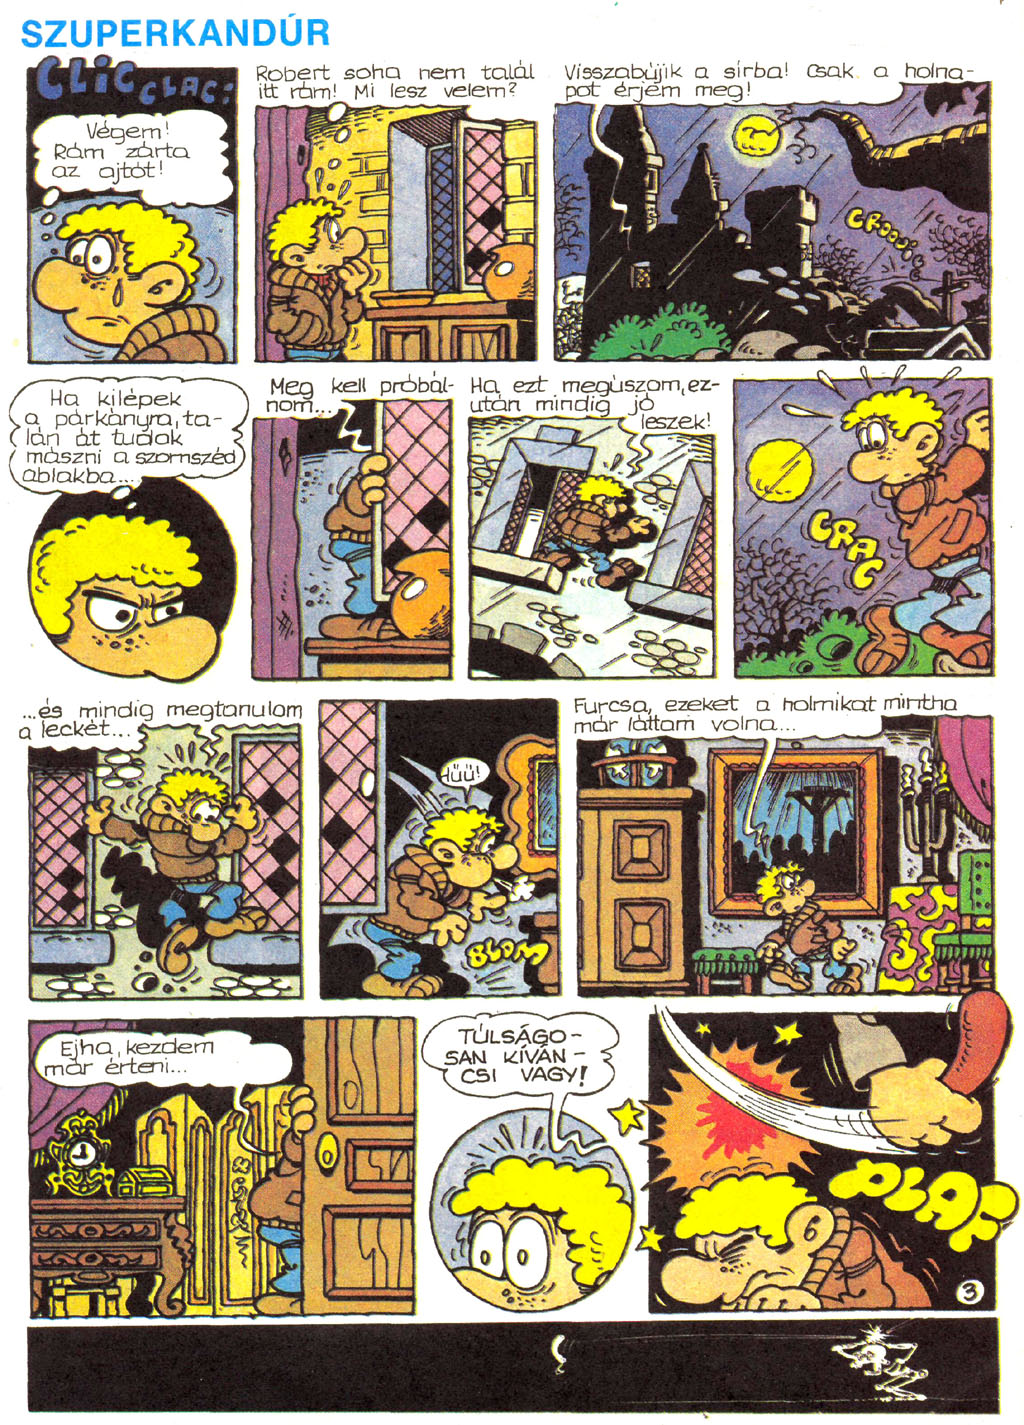 SZUPERKANDÚR
CLIC
CLAC!
Végem!
Rám zárta
az ajtót!
Robert soha nem talál
itt rám! Mi lesz velem?
Visszabújik a sírba! Csak a holna-
pot érjem meg!
CROOUIC
Ha kilépek
a párkányra, ta-
lán át tudok
mászni a szomszéd
ablakba...
Meg kell próbál-
nom...
Ha ezt megúszom, ez-
után mindig jó
leszek!
CRAC
...és mindig megtanulom
a leckét...
Hűű!
BLOM
Furcsa, ezeket a holmikat mintha
már láttam volna...
Ejha, kezdem
már érteni...
TÚLSÁGO-
SAN KÍVÁN-
CSI VAGY!
PLAF
3